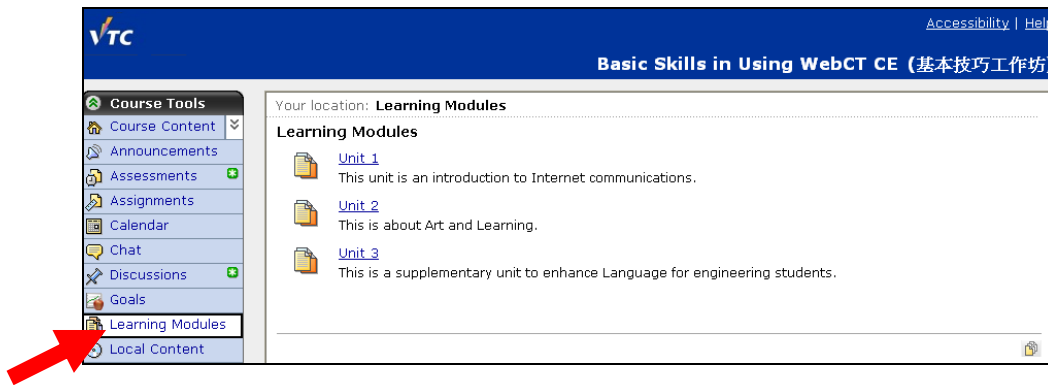 VTC
Accessibility | Help
Basic Skills in Using WebCT CE (基本技巧工作坊)
Course Tools
Course Content
Announcements
Assessments
Assignments
Calendar
Chat
Discussions
Goals
Learning Modules
Local Content
Your location: Learning Modules
Learning Modules
Unit 1
This unit is an introduction to Internet communications.
Unit 2
This is about Art and Learning.
Unit 3
This is a supplementary unit to enhance Language for engineering students.